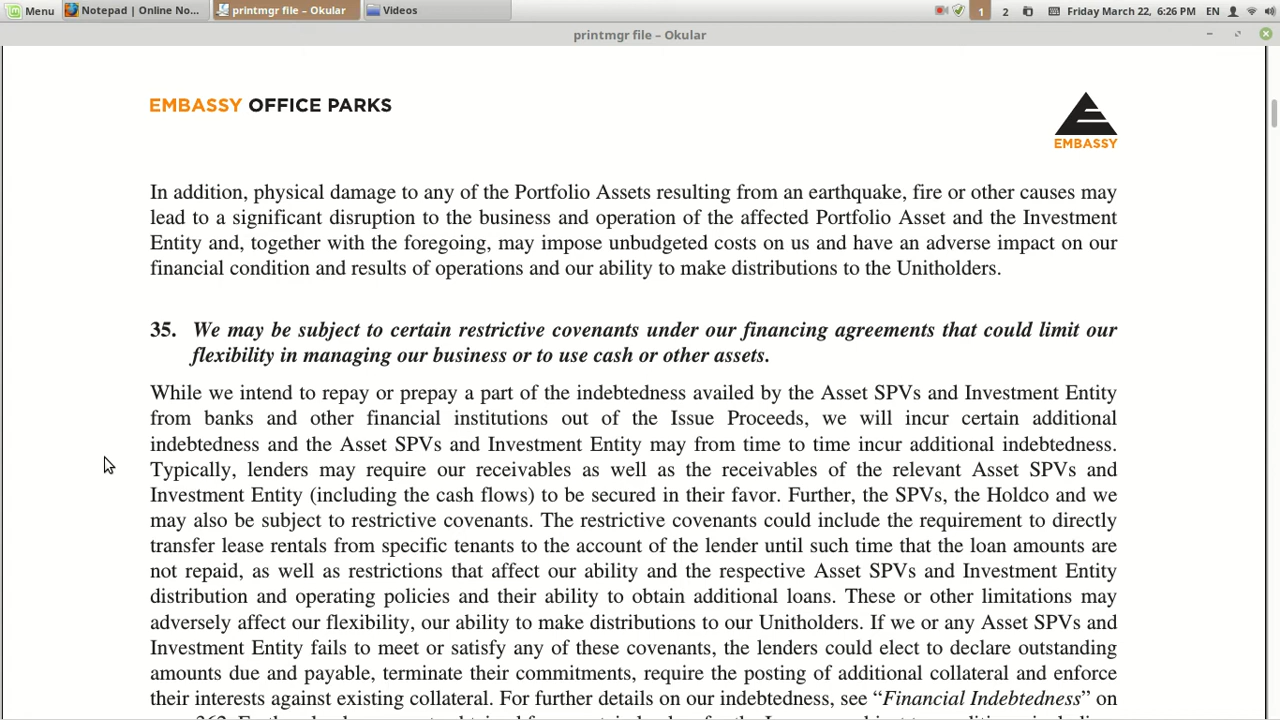 Menu
Notepad | Online No...
printmgr file – Okular
Videos
1
2
Friday March 22, 6:26 PM
EN
printmgr file – Okular
EMBASSY OFFICE PARKS
EMBASSY
In addition, physical damage to any of the Portfolio Assets resulting from an earthquake, fire or other causes may
lead to a significant disruption to the business and operation of the affected Portfolio Asset and the Investment
Entity and, together with the foregoing, may impose unbudgeted costs on us and have an adverse impact on our
financial condition and results of operations and our ability to make distributions to the Unitholders.
35. We may be subject to certain restrictive covenants under our financing agreements that could limit our
flexibility in managing our business or to use cash or other assets.
While we intend to repay or prepay a part of the indebtedness availed by the Asset SPVs and Investment Entity
from banks and other financial institutions out of the Issue Proceeds, we will incur certain additional
indebtedness and the Asset SPVs and Investment Entity may from time to time incur additional indebtedness.
Typically, lenders may require our receivables as well as the receivables of the relevant Asset SPVs and
Investment Entity (including the cash flows) to be secured in their favor. Further, the SPVs, the Holdco and we
may also be subject to restrictive covenants. The restrictive covenants could include the requirement to directly
transfer lease rentals from specific tenants to the account of the lender until such time that the loan amounts are
not repaid, as well as restrictions that affect our ability and the respective Asset SPVs and Investment Entity
distribution and operating policies and their ability to obtain additional loans. These or other limitations may
adversely affect our flexibility, our ability to make distributions to our Unitholders. If we or any Asset SPVs and
Investment Entity fails to meet or satisfy any of these covenants, the lenders could elect to declare outstanding
amounts due and payable, terminate their commitments, require the posting of additional collateral and enforce
their interests against existing collateral. For further details on our indebtedness, see “Financial Indebtedness” on